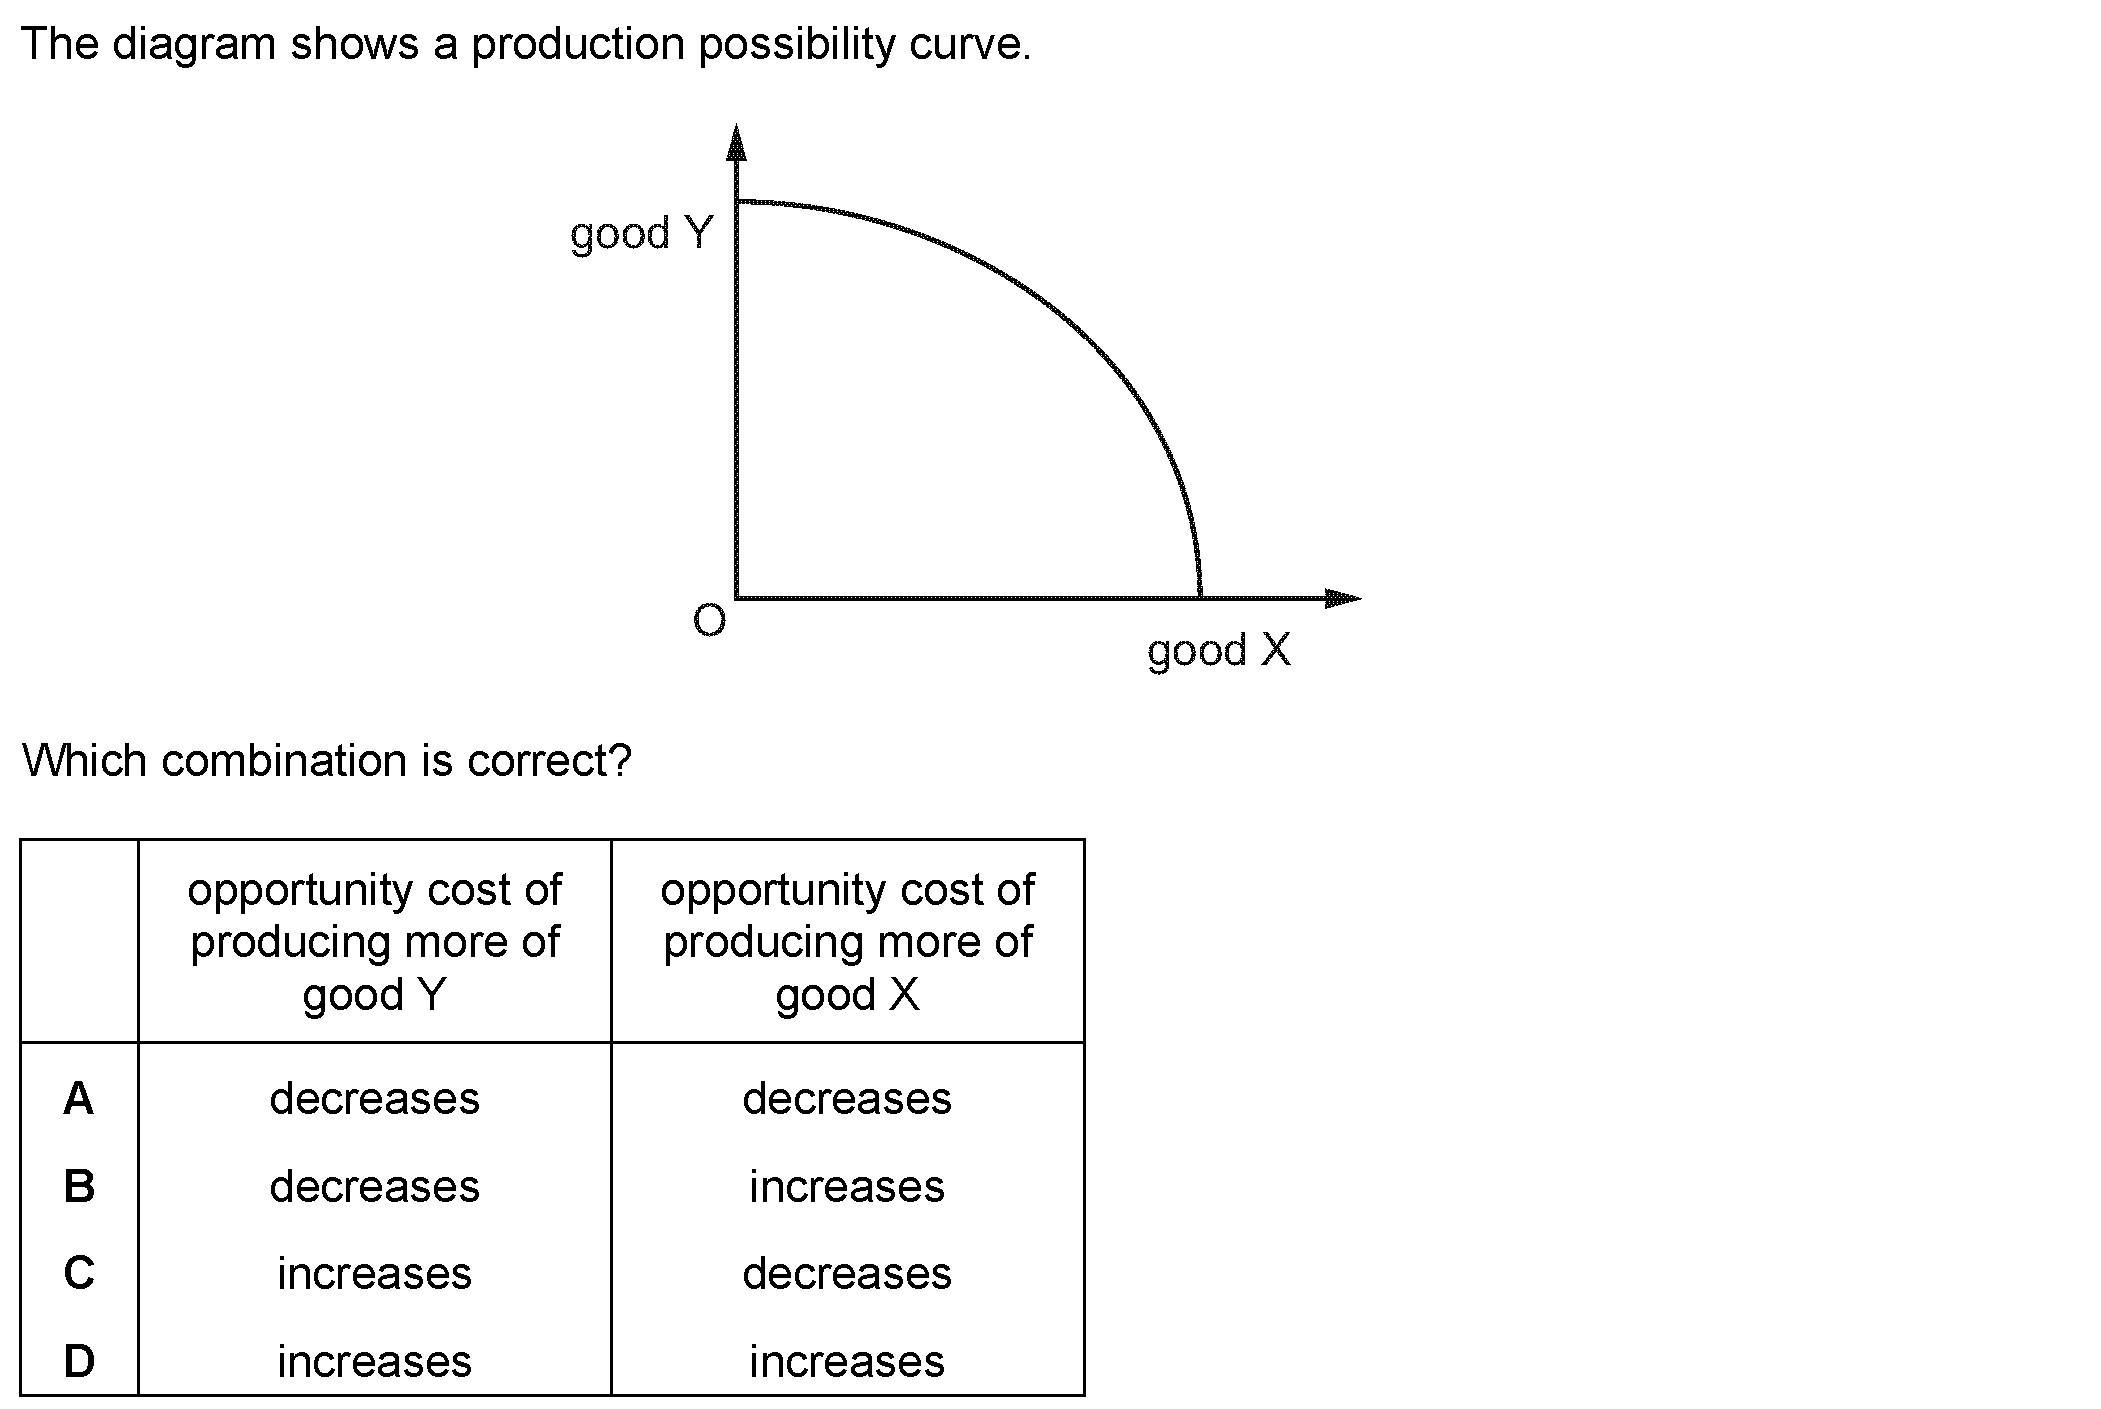 The diagram shows a production possibility curve.
good Y
O
good X
Which combination is correct?
opportunity cost of producing more of good Y
opportunity cost of producing more of good X
A decreases decreases
B decreases increases
C increases decreases
D increases increases